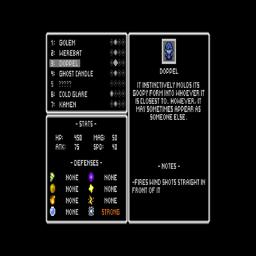 1: GOLEM
2: WEREBAT
3: DOPPEL
4: GHOST CANDLE
5: ?????
6: COLD GLARE
7: KAMEN
- STATS -
HP: 450 MAG: 50
ATK: 75 SPD: 40
- DEFENSES -
NONE NONE
NONE NONE
NONE NONE
NONE STRONG
DOPPEL
IT INSTINCTIVELY MOLDS ITS
GOOPY FORM INTO WHOEVER IT
IS CLOSEST TO. HOWEVER, IT
MAY SOMETIMES APPEAR AS
SOMEONE ELSE.
- NOTES -
-FIRES WIND SHOTS STRAIGHT IN
FRONT OF IT